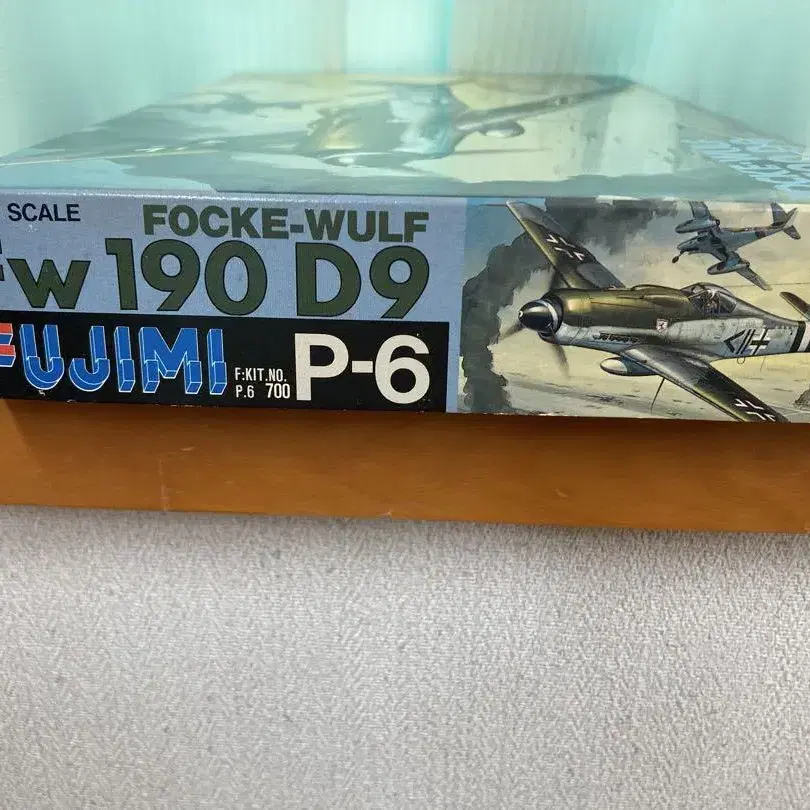 SCALE
FOCKE-WULF
Fw 190 D9
FUJIMI
F:KIT.NO.
P.6 700
P-6